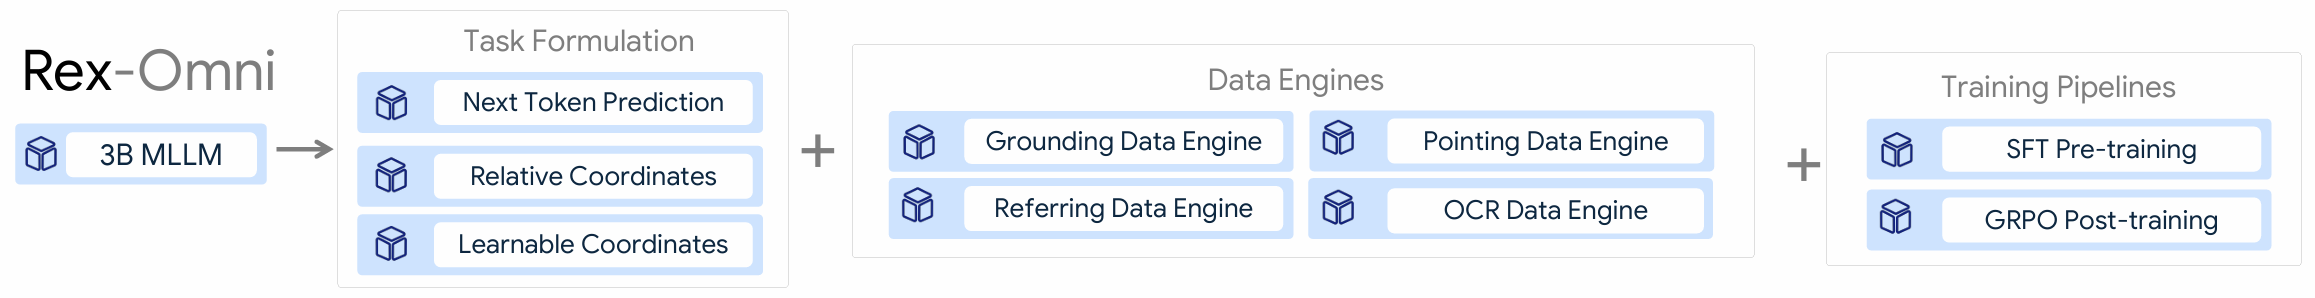 Rex-Omni
3B MLLM
Task Formulation
Next Token Prediction
Relative Coordinates
Learnable Coordinates
+
Data Engines
Grounding Data Engine
Pointing Data Engine
Referring Data Engine
OCR Data Engine
+
Training Pipelines
SFT Pre-training
GRPO Post-training